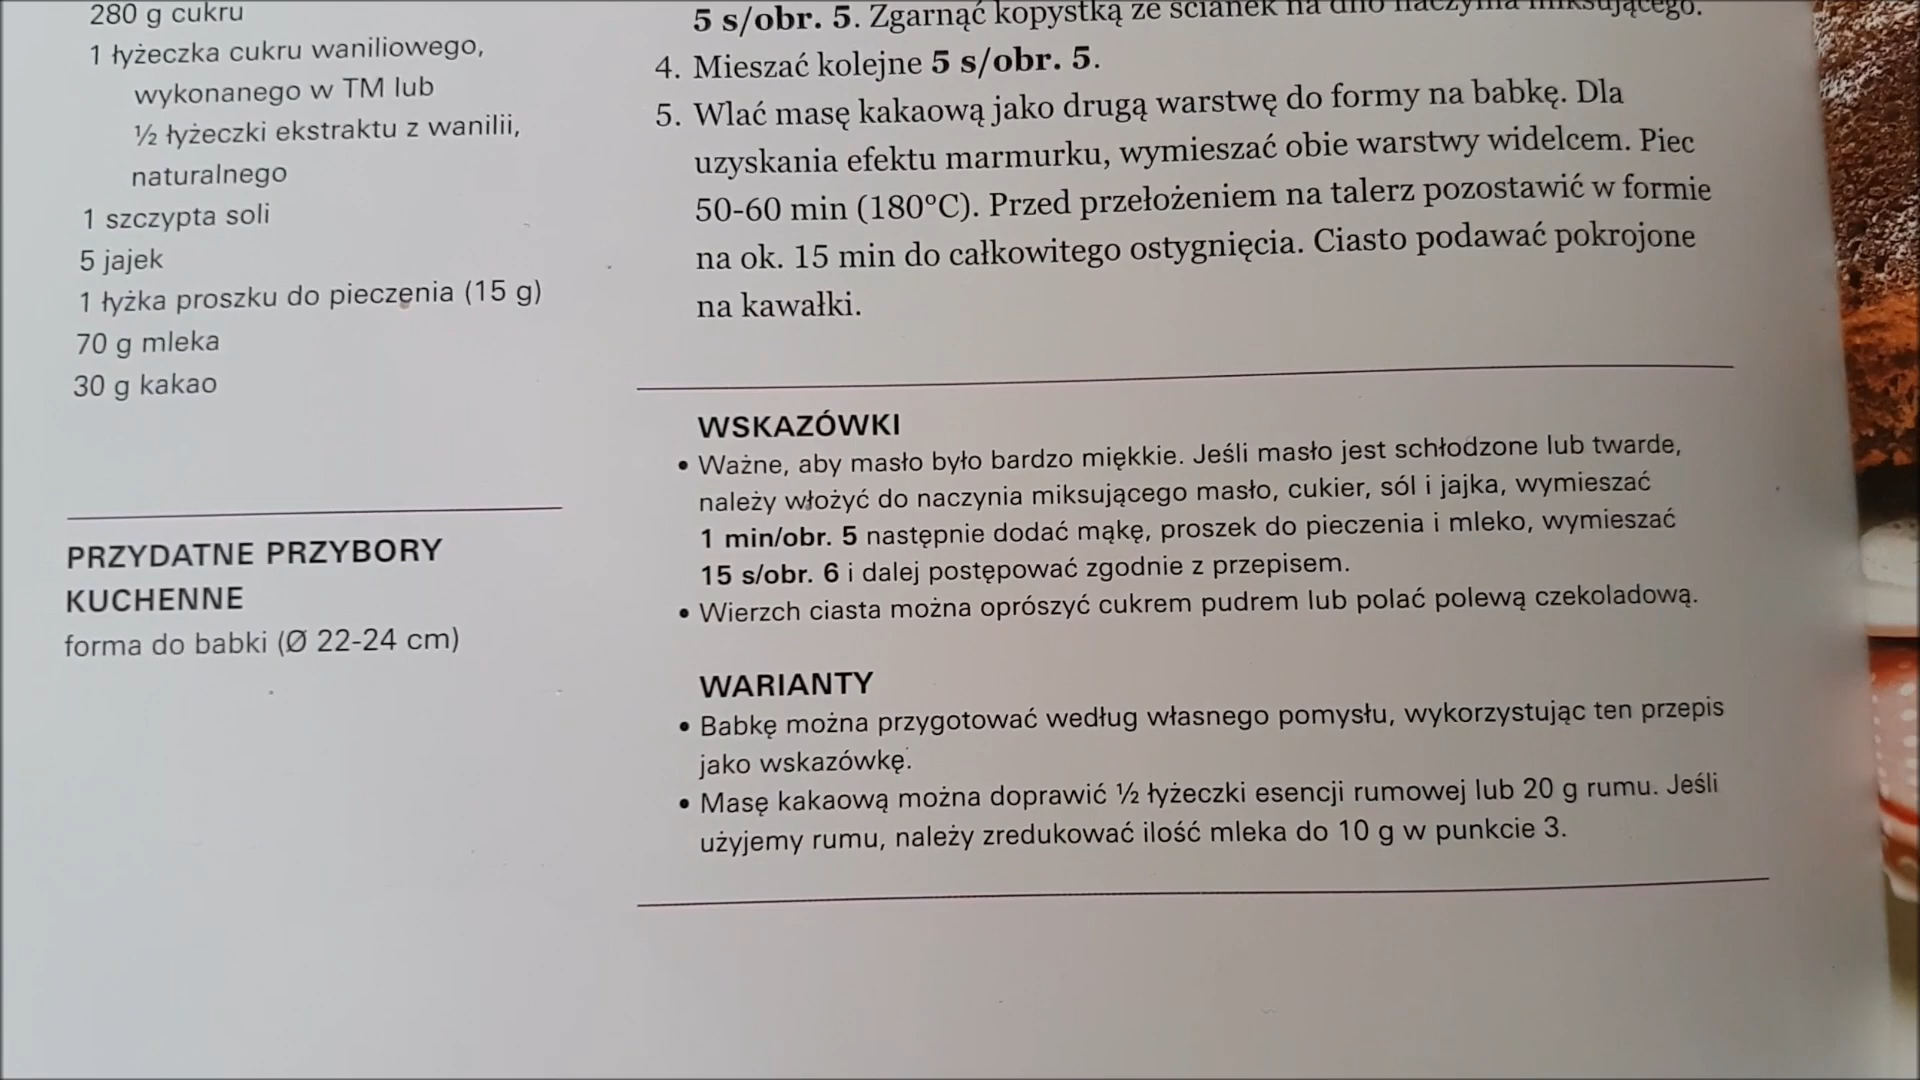 280 g cukru
1 łyżeczka cukru waniliowego,
wykonanego w TM lub
½ łyżeczki ekstraktu z wanilii,
naturalnego
1 szczypta soli
5 jajek
1 łyżka proszku do pieczenia (15 g)
70 g mleka
30 g kakao
PRZYDATNE PRZYBORY
KUCHENNE
forma do babki (Ø 22-24 cm)
5 s/obr. 5. Zgarnąć kopystką ze ścianek na dno naczynia miksującego.
4. Mieszać kolejne 5 s/obr. 5.
5. Wlać masę kakaową jako drugą warstwę do formy na babkę. Dla
uzyskania efektu marmurku, wymieszać obie warstwy widelcem. Piec
50-60 min (180°C). Przed przełożeniem na talerz pozostawić w formie
na ok. 15 min do całkowitego ostygnięcia. Ciasto podawać pokrojone
na kawałki.
WSKAZÓWKI
• Ważne, aby masło było bardzo miękkie. Jeśli masło jest schłodzone lub twarde,
należy włożyć do naczynia miksującego masło, cukier, sól i jajka, wymieszać
1 min/obr. 5 następnie dodać mąkę, proszek do pieczenia i mleko, wymieszać
15 s/obr. 6 i dalej postępować zgodnie z przepisem.
• Wierzch ciasta można oprószyć cukrem pudrem lub polać polewą czekoladową.
WARIANTY
• Babkę można przygotować według własnego pomysłu, wykorzystując ten przepis
jako wskazówkę.
• Masę kakaową można doprawić ½ łyżeczki esencji rumowej lub 20 g rumu. Jeśli
użyjemy rumu, należy zredukować ilość mleka do 10 g w punkcie 3.